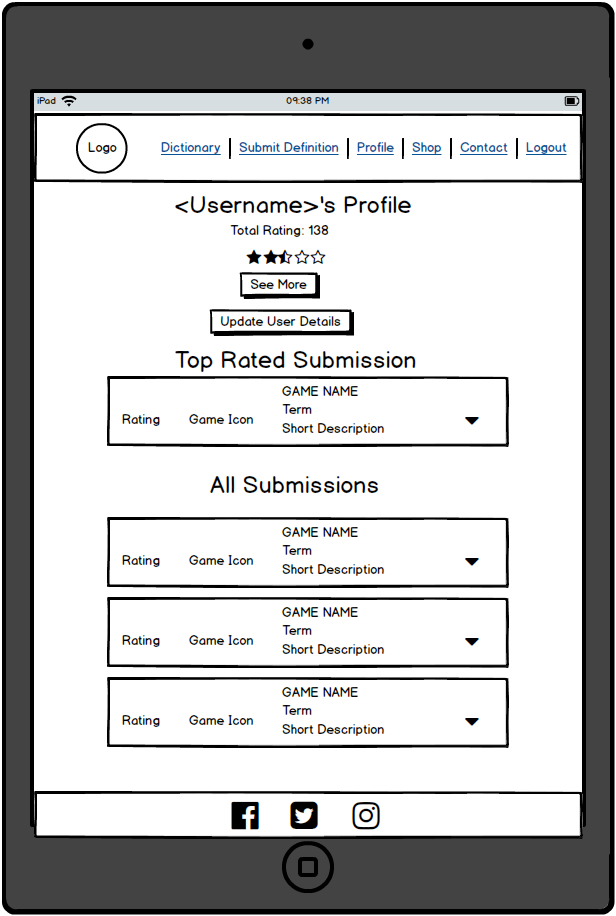 iPad 09:38 PM
Logo Dictionary Submit Definition Profile Shop Contact Logout
<Username>'s Profile
Total Rating: 138
See More
Update User Details
Top Rated Submission
GAME NAME
Term
Rating Game Icon
Short Description
All Submissions
GAME NAME
Term
Rating Game Icon
Short Description
GAME NAME
Term
Rating Game Icon
Short Description
GAME NAME
Term
Rating Game Icon
Short Description